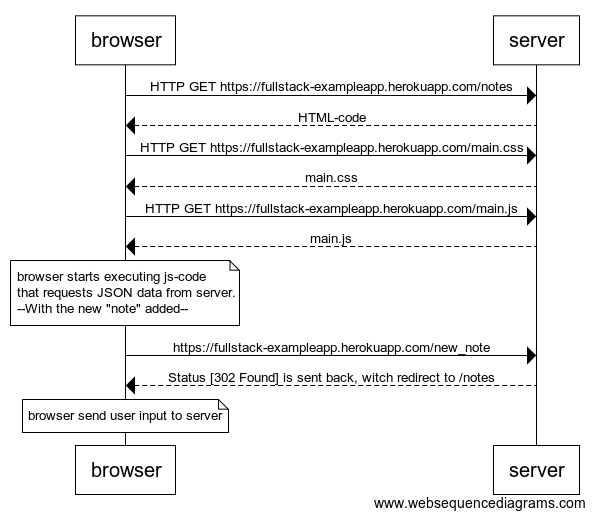 browser
server
HTTP GET https://fullstack-exampleapp.herokuapp.com/notes
HTML-code
HTTP GET https://fullstack-exampleapp.herokuapp.com/main.css
main.css
HTTP GET https://fullstack-exampleapp.herokuapp.com/main.js
main.js
browser starts executing js-code
that requests JSON data from server.
--With the new "note" added--
https://fullstack-exampleapp.herokuapp.com/new_note
Status [302 Found] is sent back, witch redirect to /notes
browser send user input to server
browser
server
www.websequencediagrams.com